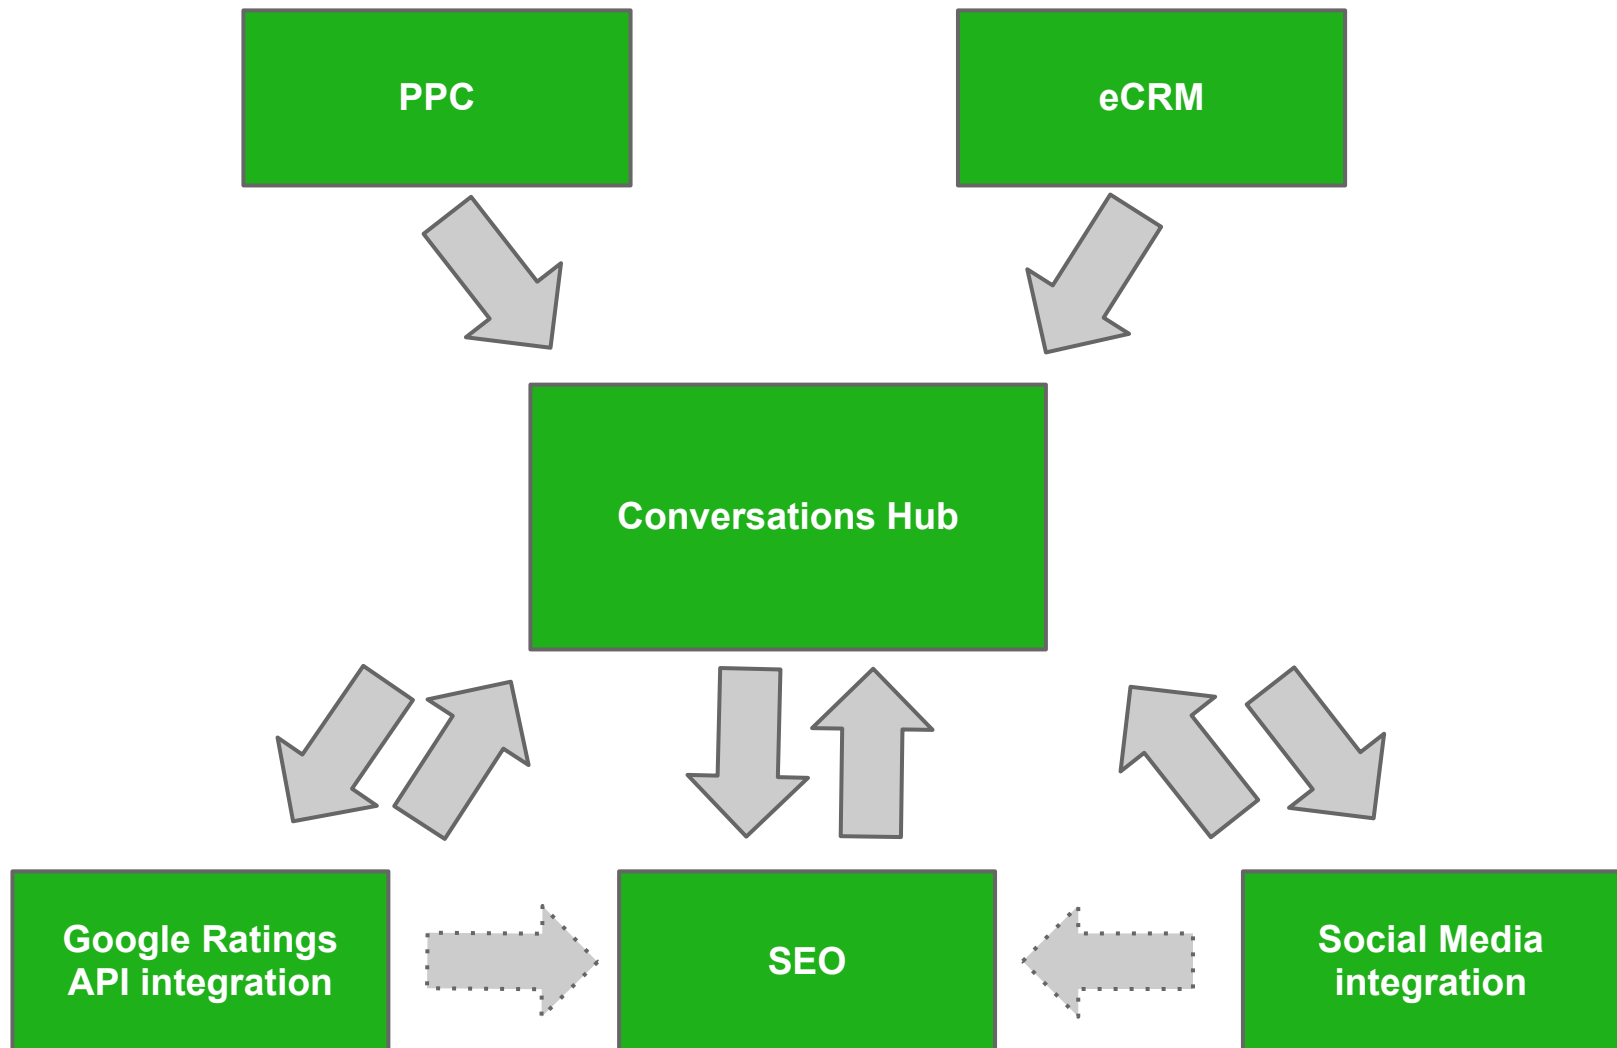 PPC
eCRM
Conversations Hub
Google Ratings
API integration
SEO
Social Media
integration